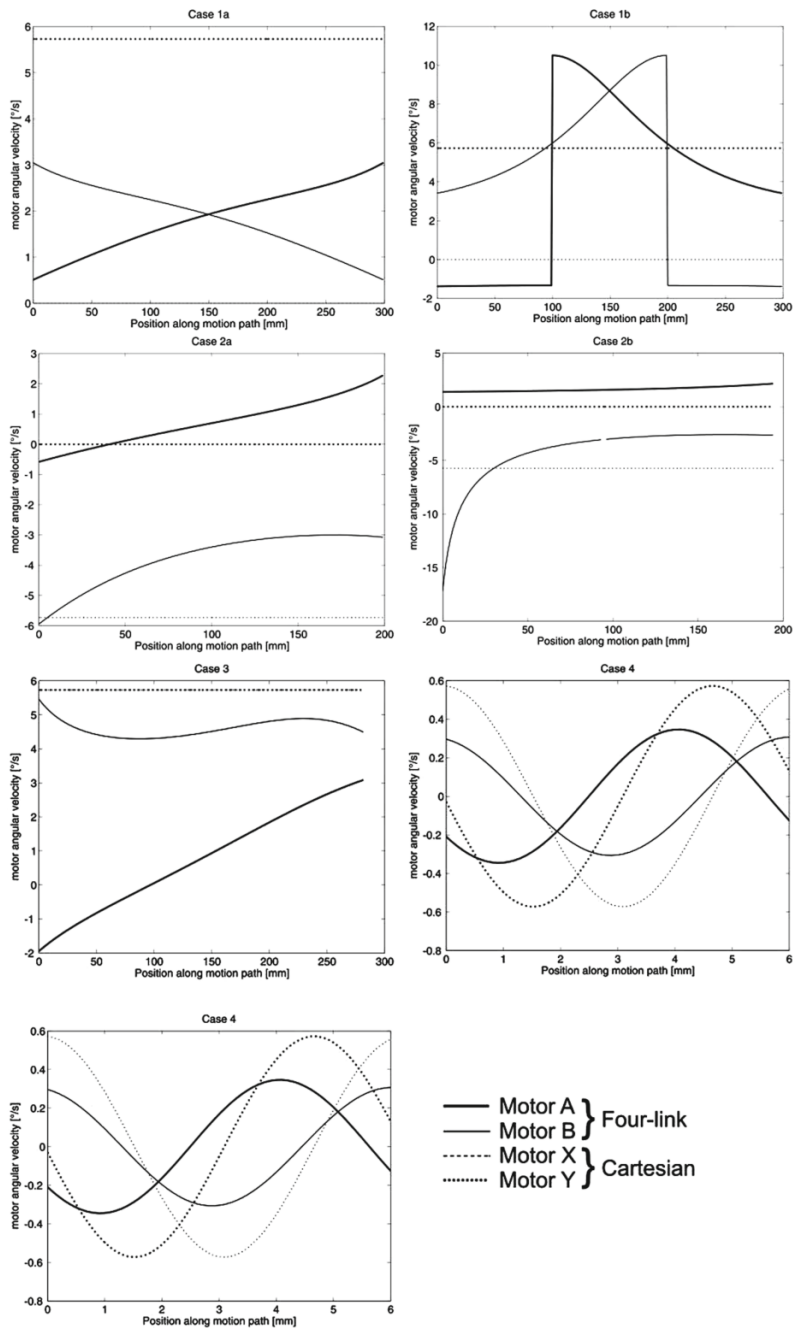 Case 1a
motor angular velocity [°/s]
6
5
4
3
2
1
0
0 50 100 150 200 250 300
Position along motion path [mm]
Case 1b
motor angular velocity [°/s]
12
10
8
6
4
2
0
-2
0 50 100 150 200 250 300
Position along motion path [mm]
Case 2a
motor angular velocity [°/s]
3
2
1
0
-1
-2
-3
-4
-5
-6
0 50 100 150 200
Position along motion path [mm]
Case 2b
motor angular velocity [°/s]
5
0
-5
-10
-15
-20
0 50 100 150 200
Position along motion path [mm]
Case 3
motor angular velocity [°/s]
6
5
4
3
2
1
0
-1
-2
0 50 100 150 200 250 300
Position along motion path [mm]
Case 4
motor angular velocity [°/s]
0.6
0.4
0.2
0
-0.2
-0.4
-0.6
-0.8
0 1 2 3 4 5 6
Position along motion path [mm]
Case 4
motor angular velocity [°/s]
0.6
0.4
0.2
0
-0.2
-0.4
-0.6
-0.8
0 1 2 3 4 5 6
Position along motion path [mm]
Motor A
Motor B
Four-link
Motor X
Motor Y
Cartesian